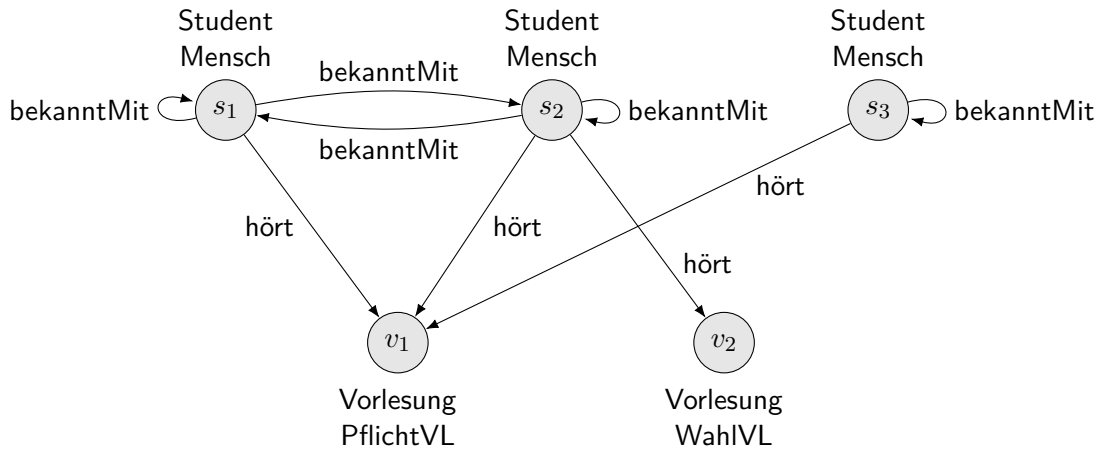 Student
Mensch
Student
Mensch
Student
Mensch
bekanntMit
bekanntMit
s1
s2
bekanntMit
s3
bekanntMit
bekanntMit
hört
hört
hört
hört
v1
v2
Vorlesung
PflichtVL
Vorlesung
WahlVL